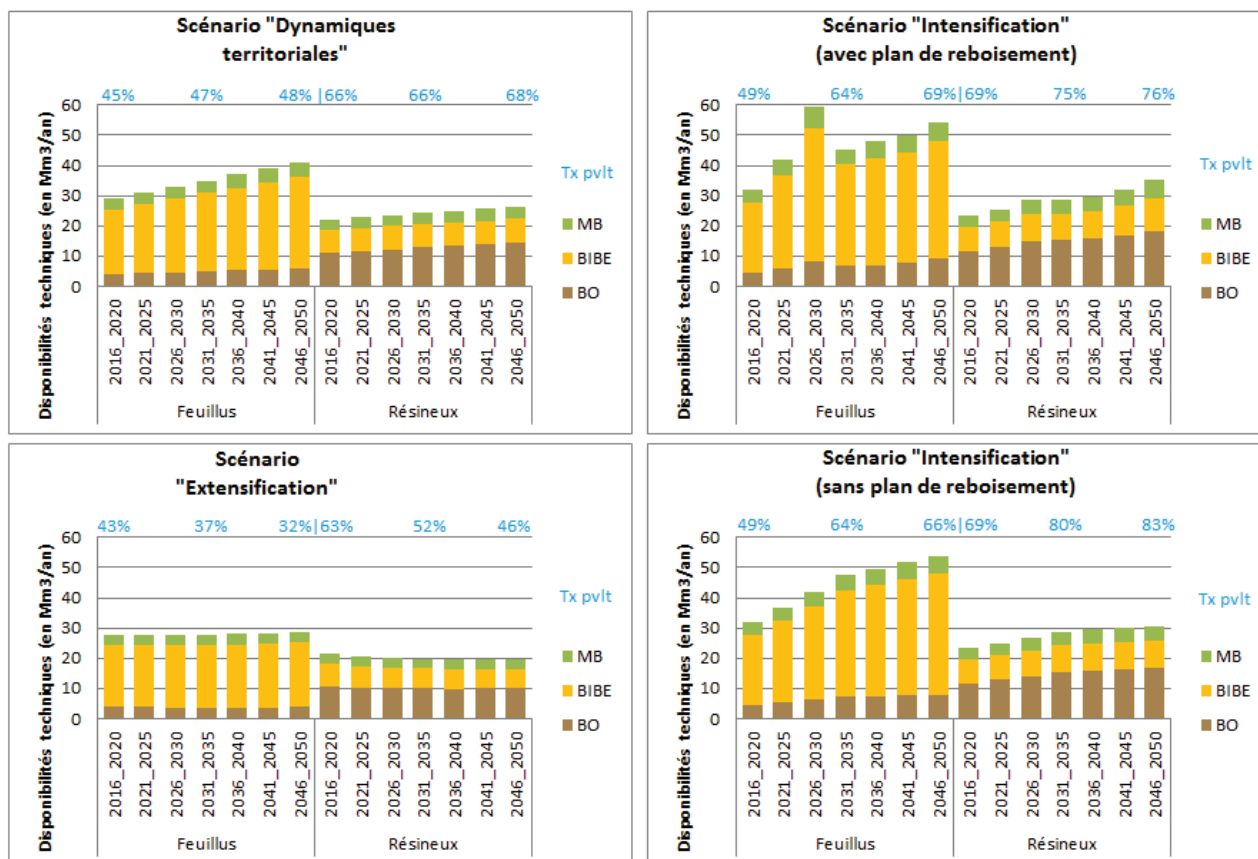 Scénario "Dynamiques
territoriales"
45% 47% 48% |66% 66% 68%
Disponibilités techniques (en Mm3/an)
60
50
40
30
20
10
0
Tx pvlt
MB
BIBE
BO
2016_2020
2021_2025
2026_2030
2031_2035
2036_2040
2041_2045
2046_2050
2016_2020
2021_2025
2026_2030
2031_2035
2036_2040
2041_2045
2046_2050
Feuillus Résineux
Scénario "Intensification"
(avec plan de reboisement)
49% 64% 69% |69% 75% 76%
Disponibilités techniques (en Mm3/an)
60
50
40
30
20
10
0
Tx pvlt
MB
BIBE
BO
2016_2020
2021_2025
2026_2030
2031_2035
2036_2040
2041_2045
2046_2050
2016_2020
2021_2025
2026_2030
2031_2035
2036_2040
2041_2045
2046_2050
Feuillus Résineux
Scénario
"Extensification"
43% 37% 32% |63% 52% 46%
Disponibilités techniques (en Mm3/an)
60
50
40
30
20
10
0
Tx pvlt
MB
BIBE
BO
2016_2020
2021_2025
2026_2030
2031_2035
2036_2040
2041_2045
2046_2050
2016_2020
2021_2025
2026_2030
2031_2035
2036_2040
2041_2045
2046_2050
Feuillus Résineux
Scénario "Intensification"
(sans plan de reboisement)
49% 64% 66% |69% 80% 83%
Disponibilités techniques (en Mm3/an)
60
50
40
30
20
10
0
Tx pvlt
MB
BIBE
BO
2016_2020
2021_2025
2026_2030
2031_2035
2036_2040
2041_2045
2046_2050
2016_2020
2021_2025
2026_2030
2031_2035
2036_2040
2041_2045
2046_2050
Feuillus Résineux